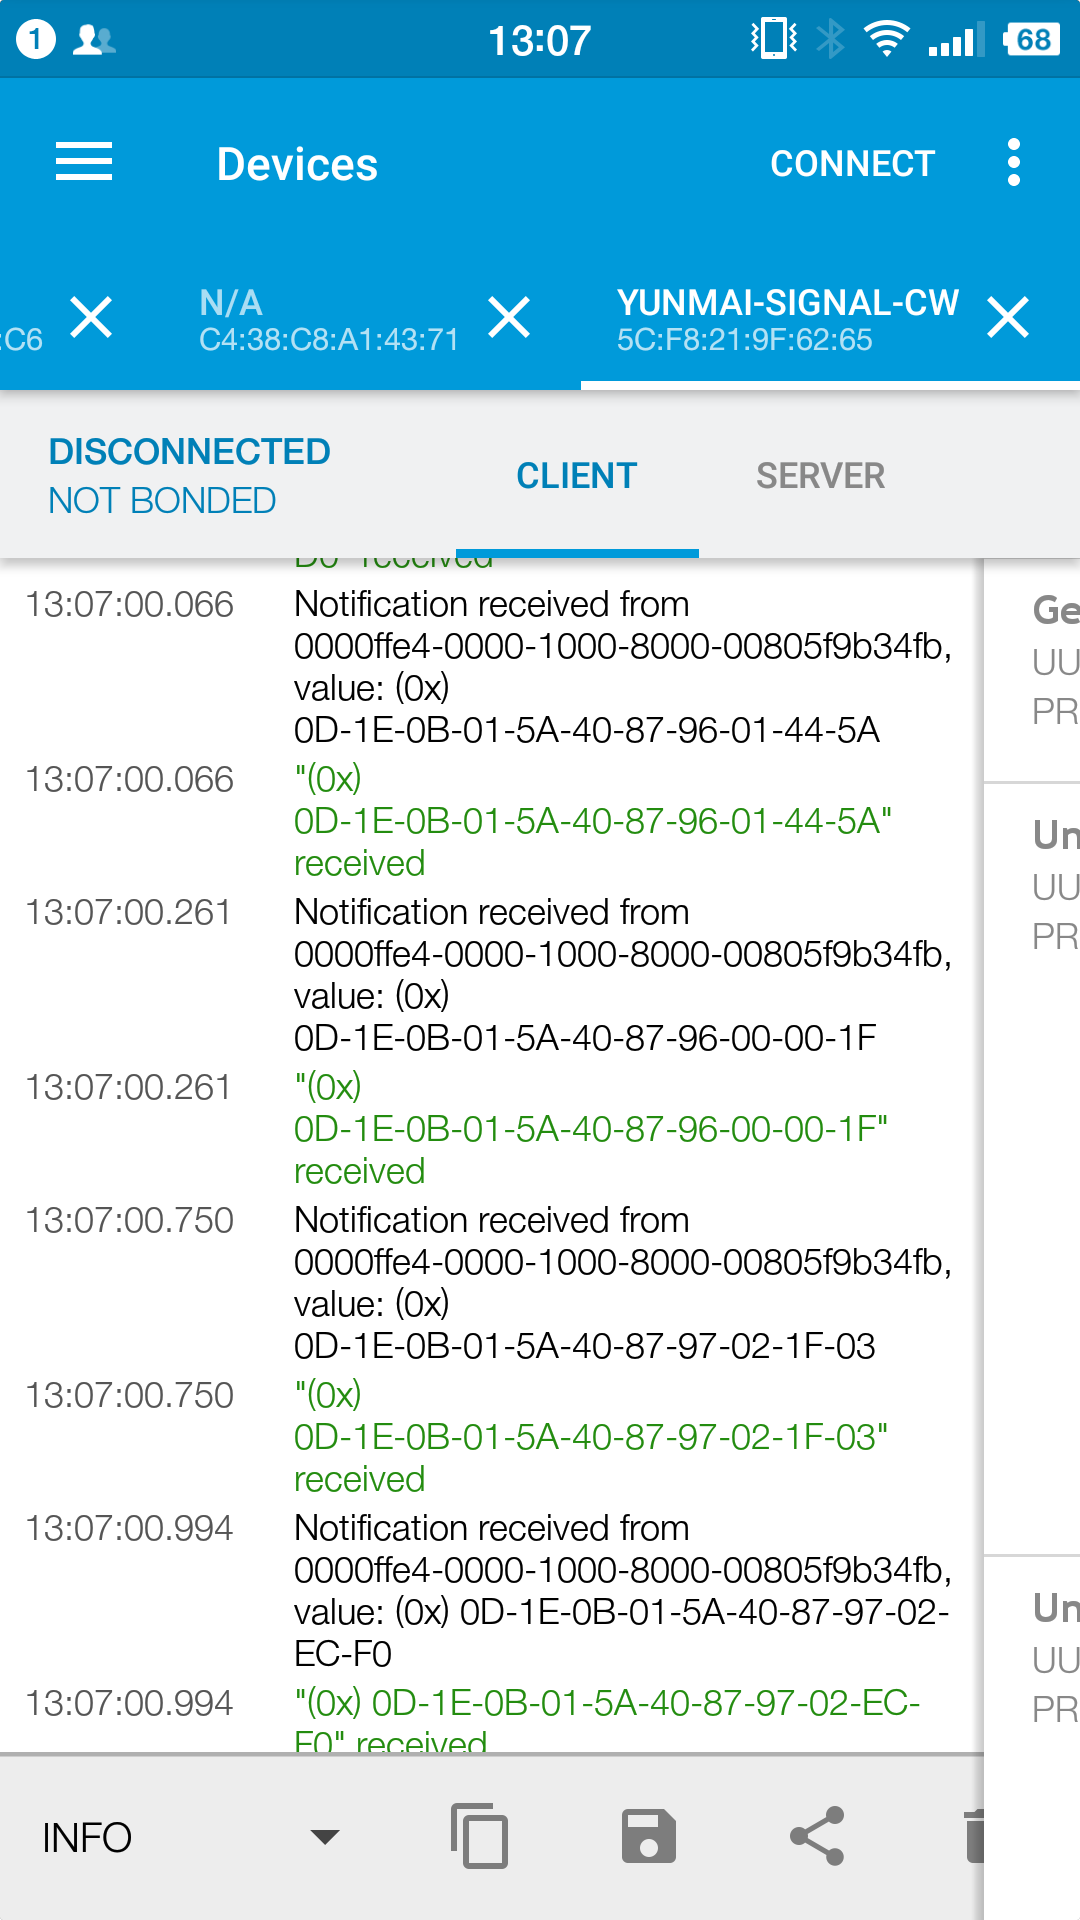 1
13:07
68
Devices
CONNECT
:C6
N/A
C4:38:C8:A1:43:71
YUNMAI-SIGNAL-CW
5C:F8:21:9F:62:65
DISCONNECTED
NOT BONDED
CLIENT
SERVER
D0" received
13:07:00.066
Notification received from
0000ffe4-0000-1000-8000-00805f9b34fb,
value: (0x)
0D-1E-0B-01-5A-40-87-96-01-44-5A
13:07:00.066
"(0x)
0D-1E-0B-01-5A-40-87-96-01-44-5A"
received
13:07:00.261
Notification received from
0000ffe4-0000-1000-8000-00805f9b34fb,
value: (0x)
0D-1E-0B-01-5A-40-87-96-00-00-1F
13:07:00.261
"(0x)
0D-1E-0B-01-5A-40-87-96-00-00-1F"
received
13:07:00.750
Notification received from
0000ffe4-0000-1000-8000-00805f9b34fb,
value: (0x)
0D-1E-0B-01-5A-40-87-97-02-1F-03
13:07:00.750
"(0x)
0D-1E-0B-01-5A-40-87-97-02-1F-03"
received
13:07:00.994
Notification received from
0000ffe4-0000-1000-8000-00805f9b34fb,
value: (0x) 0D-1E-0B-01-5A-40-87-97-02-
EC-F0
13:07:00.994
"(0x) 0D-1E-0B-01-5A-40-87-97-02-EC-
F0" received
Ge
UU
PR
Un
UU
PR
Un
UU
PR
INFO